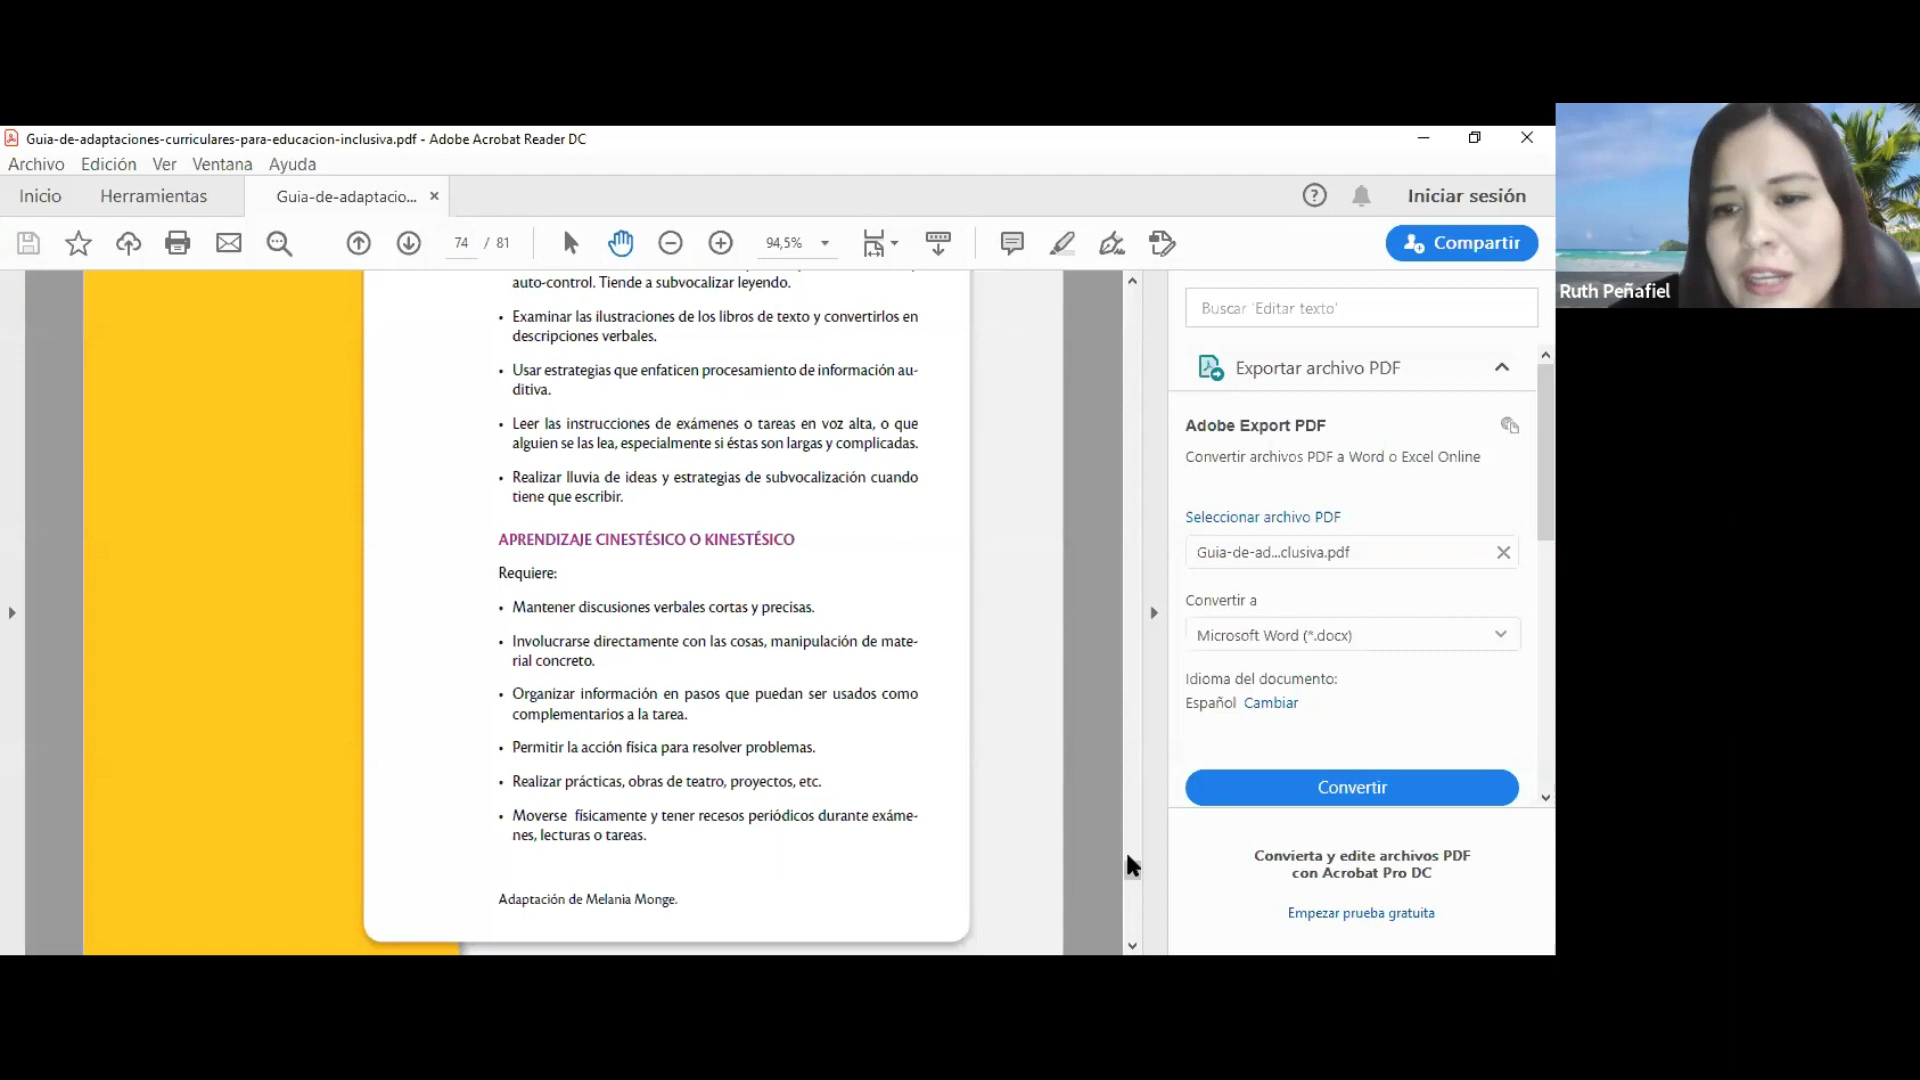 Guia-de-adaptaciones-curriculares-para-educacion-inclusiva.pdf - Adobe Acrobat Reader DC
Archivo Edición Ver Ventana Ayuda
Inicio Herramientas Guia-de-adaptacio... Iniciar sesión
74 / 81 94,5% Compartir
auto-control. Tiende a subvocalizar leyendo.
• Examinar las ilustraciones de los libros de texto y convertirlos en
descripciones verbales.
• Usar estrategias que enfaticen procesamiento de información au-
ditiva.
• Leer las instrucciones de exámenes o tareas en voz alta, o que
alguien se las lea, especialmente si éstas son largas y complicadas.
• Realizar lluvia de ideas y estrategias de subvocalización cuando
tiene que escribir.
APRENDIZAJE CINESTÉSICO O KINESTÉSICO
Requiere:
• Mantener discusiones verbales cortas y precisas.
• Involucrarse directamente con las cosas, manipulación de mate-
rial concreto.
• Organizar información en pasos que puedan ser usados como
complementarios a la tarea.
• Permitir la acción física para resolver problemas.
• Realizar prácticas, obras de teatro, proyectos, etc.
• Moverse físicamente y tener recesos periódicos durante exáme-
nes, lecturas o tareas.
Adaptación de Melania Monge.
Buscar 'Editar texto'
Exportar archivo PDF
Adobe Export PDF
Convertir archivos PDF a Word o Excel Online
Seleccionar archivo PDF
Guia-de-ad...clusiva.pdf
Convertir a
Microsoft Word (*.docx)
Idioma del documento:
Español Cambiar
Convertir
Convierta y edite archivos PDF
con Acrobat Pro DC
Empezar prueba gratuita
Ruth Peñafiel